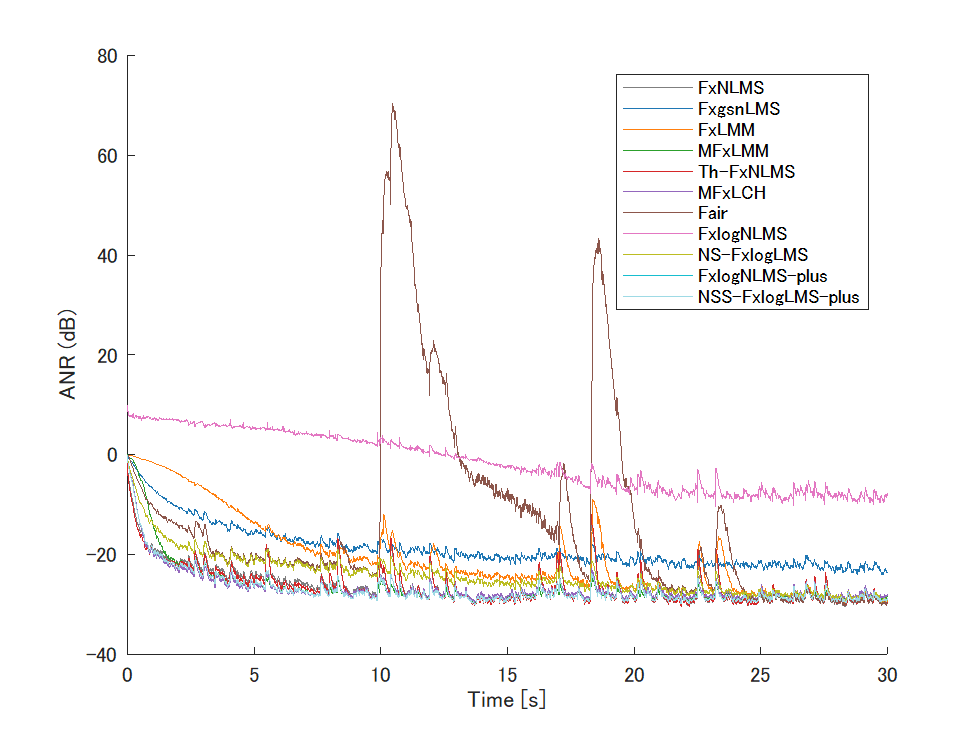 80
60
40
20
0
-20
-40
ANR (dB)
0 5 10 15 20 25 30
Time [s]
FxNLMS
FxgsnLMS
FxLMM
MFxLMM
Th-FxNLMS
MFxLCH
Fair
FxlogNLMS
NS-FxlogLMS
FxlogNLMS-plus
NSS-FxlogLMS-plus